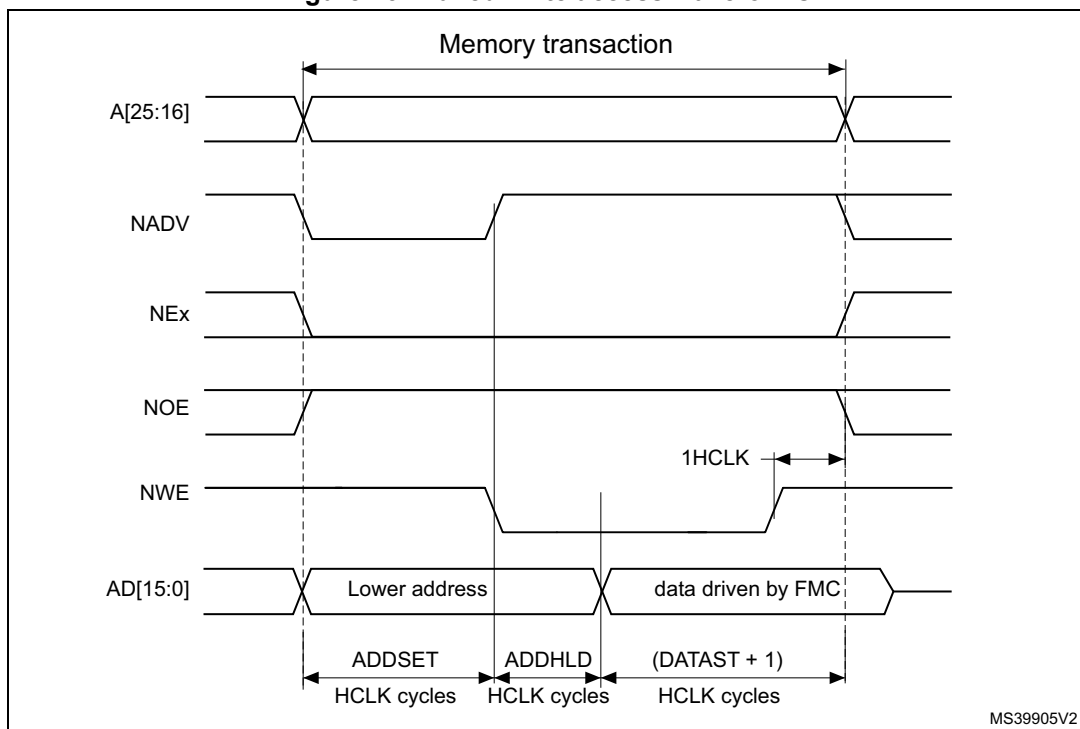 Memory transaction
A[25:16]
NADV
NEx
NOE
1HCLK
NWE
AD[15:0]
Lower address
data driven by FMC
ADDSET
ADDHLD
(DATAST + 1)
HCLK cycles
HCLK cycles
HCLK cycles
MS39905V2